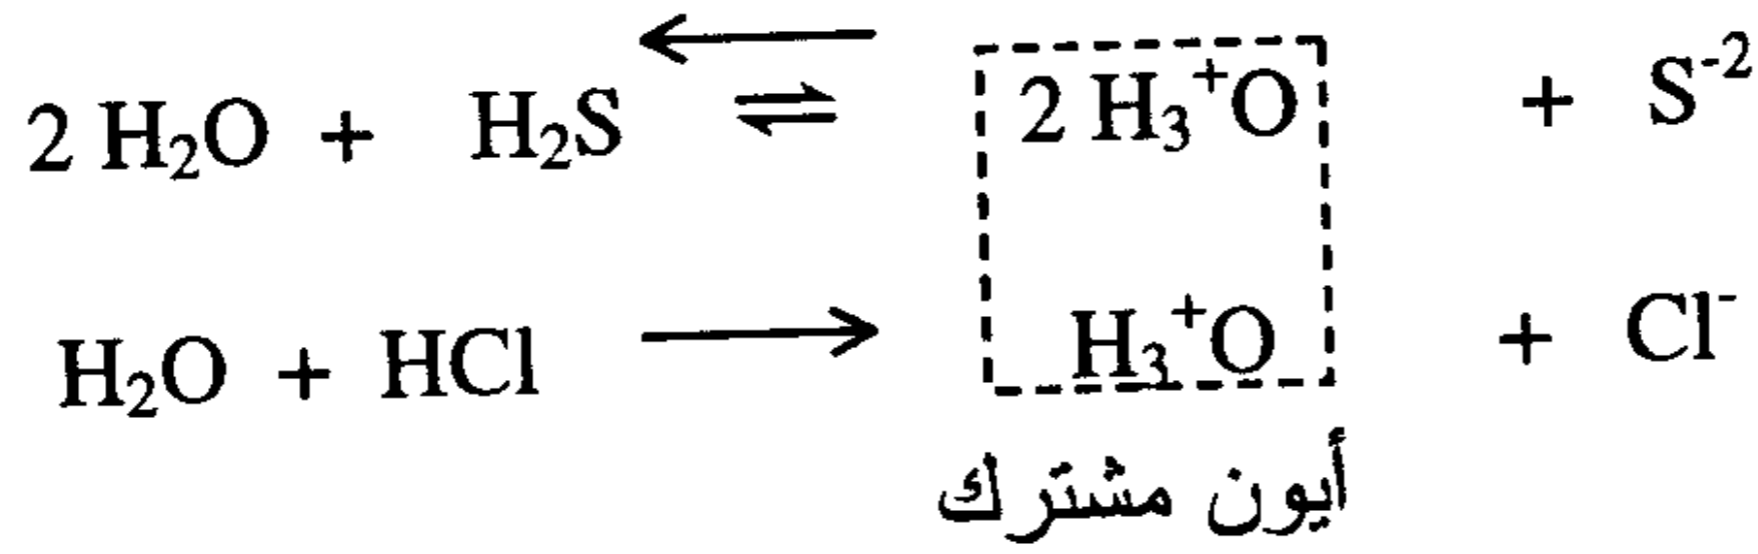 2 H₂O + H₂S ⇌ 2 H₃⁺O + S⁻²
H₂O + HCl → H₃⁺O + Cl⁻
أيون مشترك